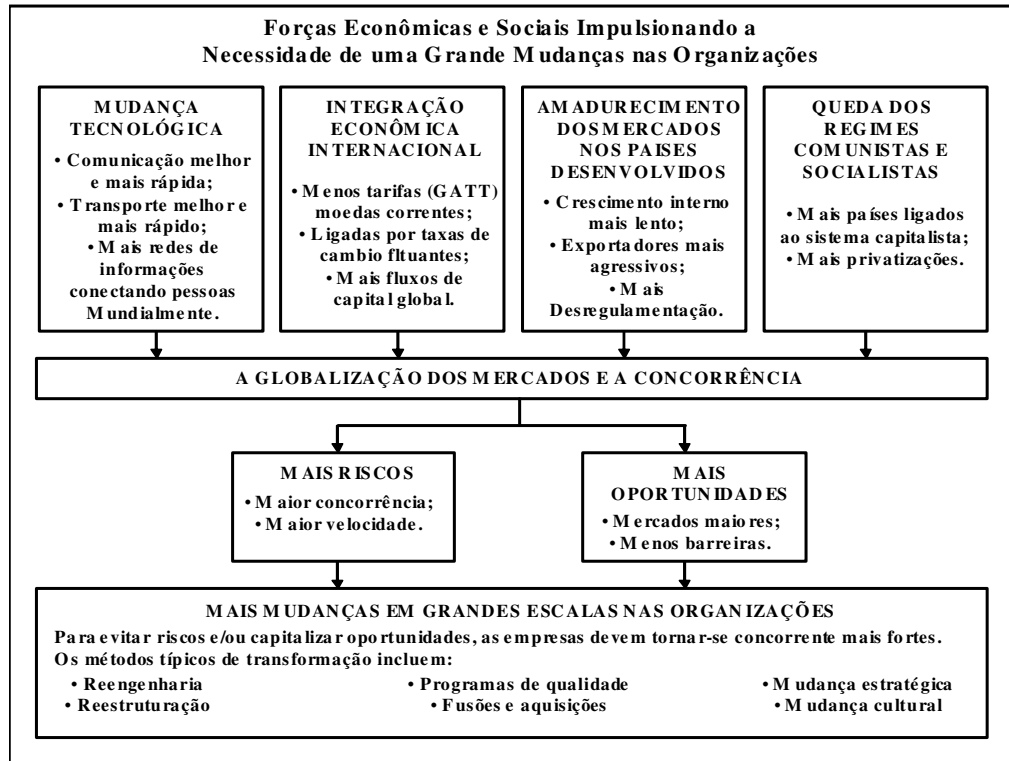 Forças Econômicas e Sociais Impulsionando a
Necessidade de uma Grande Mudanças nas Organizações
MUDANÇA
TECNOLÓGICA
• Comunicação melhor
e mais rápida;
• Transporte melhor e
mais rápido;
• Mais redes de
informações
conectando pessoas
Mundialmente.
INTEGRAÇÃO
ECONÔMICA
INTERNACIONAL
• Menos tarifas (GATT)
moedas correntes;
• Ligadas por taxas de
cambio fltuantes;
• Mais fluxos de
capital global.
AMADURECIMENTO
DOS MERCADOS
NOS PAISES
DESENVOLVIDOS
• Crescimento interno
mais lento;
• Exportadores mais
agressivos;
• Mais
Desregulamentação.
QUEDA DOS
REGIMES
COMUNISTAS E
SOCIALISTAS
• Mais países ligados
ao sistema capitalista;
• Mais privatizações.
A GLOBALIZAÇÃO DOS MERCADOS E A CONCORRÊNCIA
MAIS RISCOS
• Maior concorrência;
• Maior velocidade.
MAIS
OPORTUNIDADES
• Mercados maiores;
• Menos barreiras.
MAIS MUDANÇAS EM GRANDES ESCALAS NAS ORGANIZAÇÕES
Para evitar riscos e/ou capitalizar oportunidades, as empresas devem tornar-se concorrente mais fortes.
Os métodos típicos de transformação incluem:
• Reengenharia • Programas de qualidade • Mudança estratégica
• Reestruturação • Fusões e aquisições • Mudança cultural